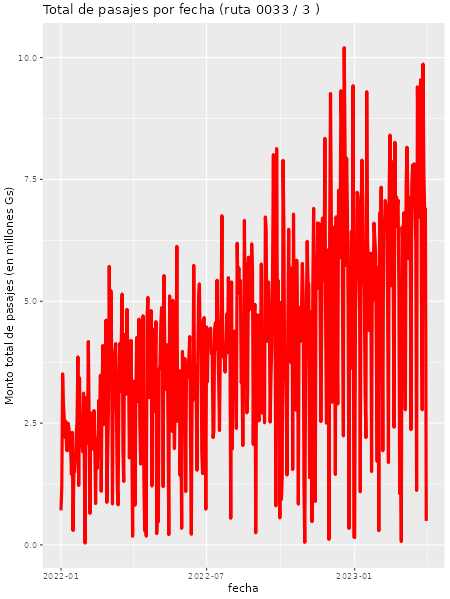 Total de pasajes por fecha (ruta 0033 / 3 )
Monto total de pasajes (en millones Gs)
10.0
7.5
5.0
2.5
0.0
2022-01
2022-07
2023-01
fecha